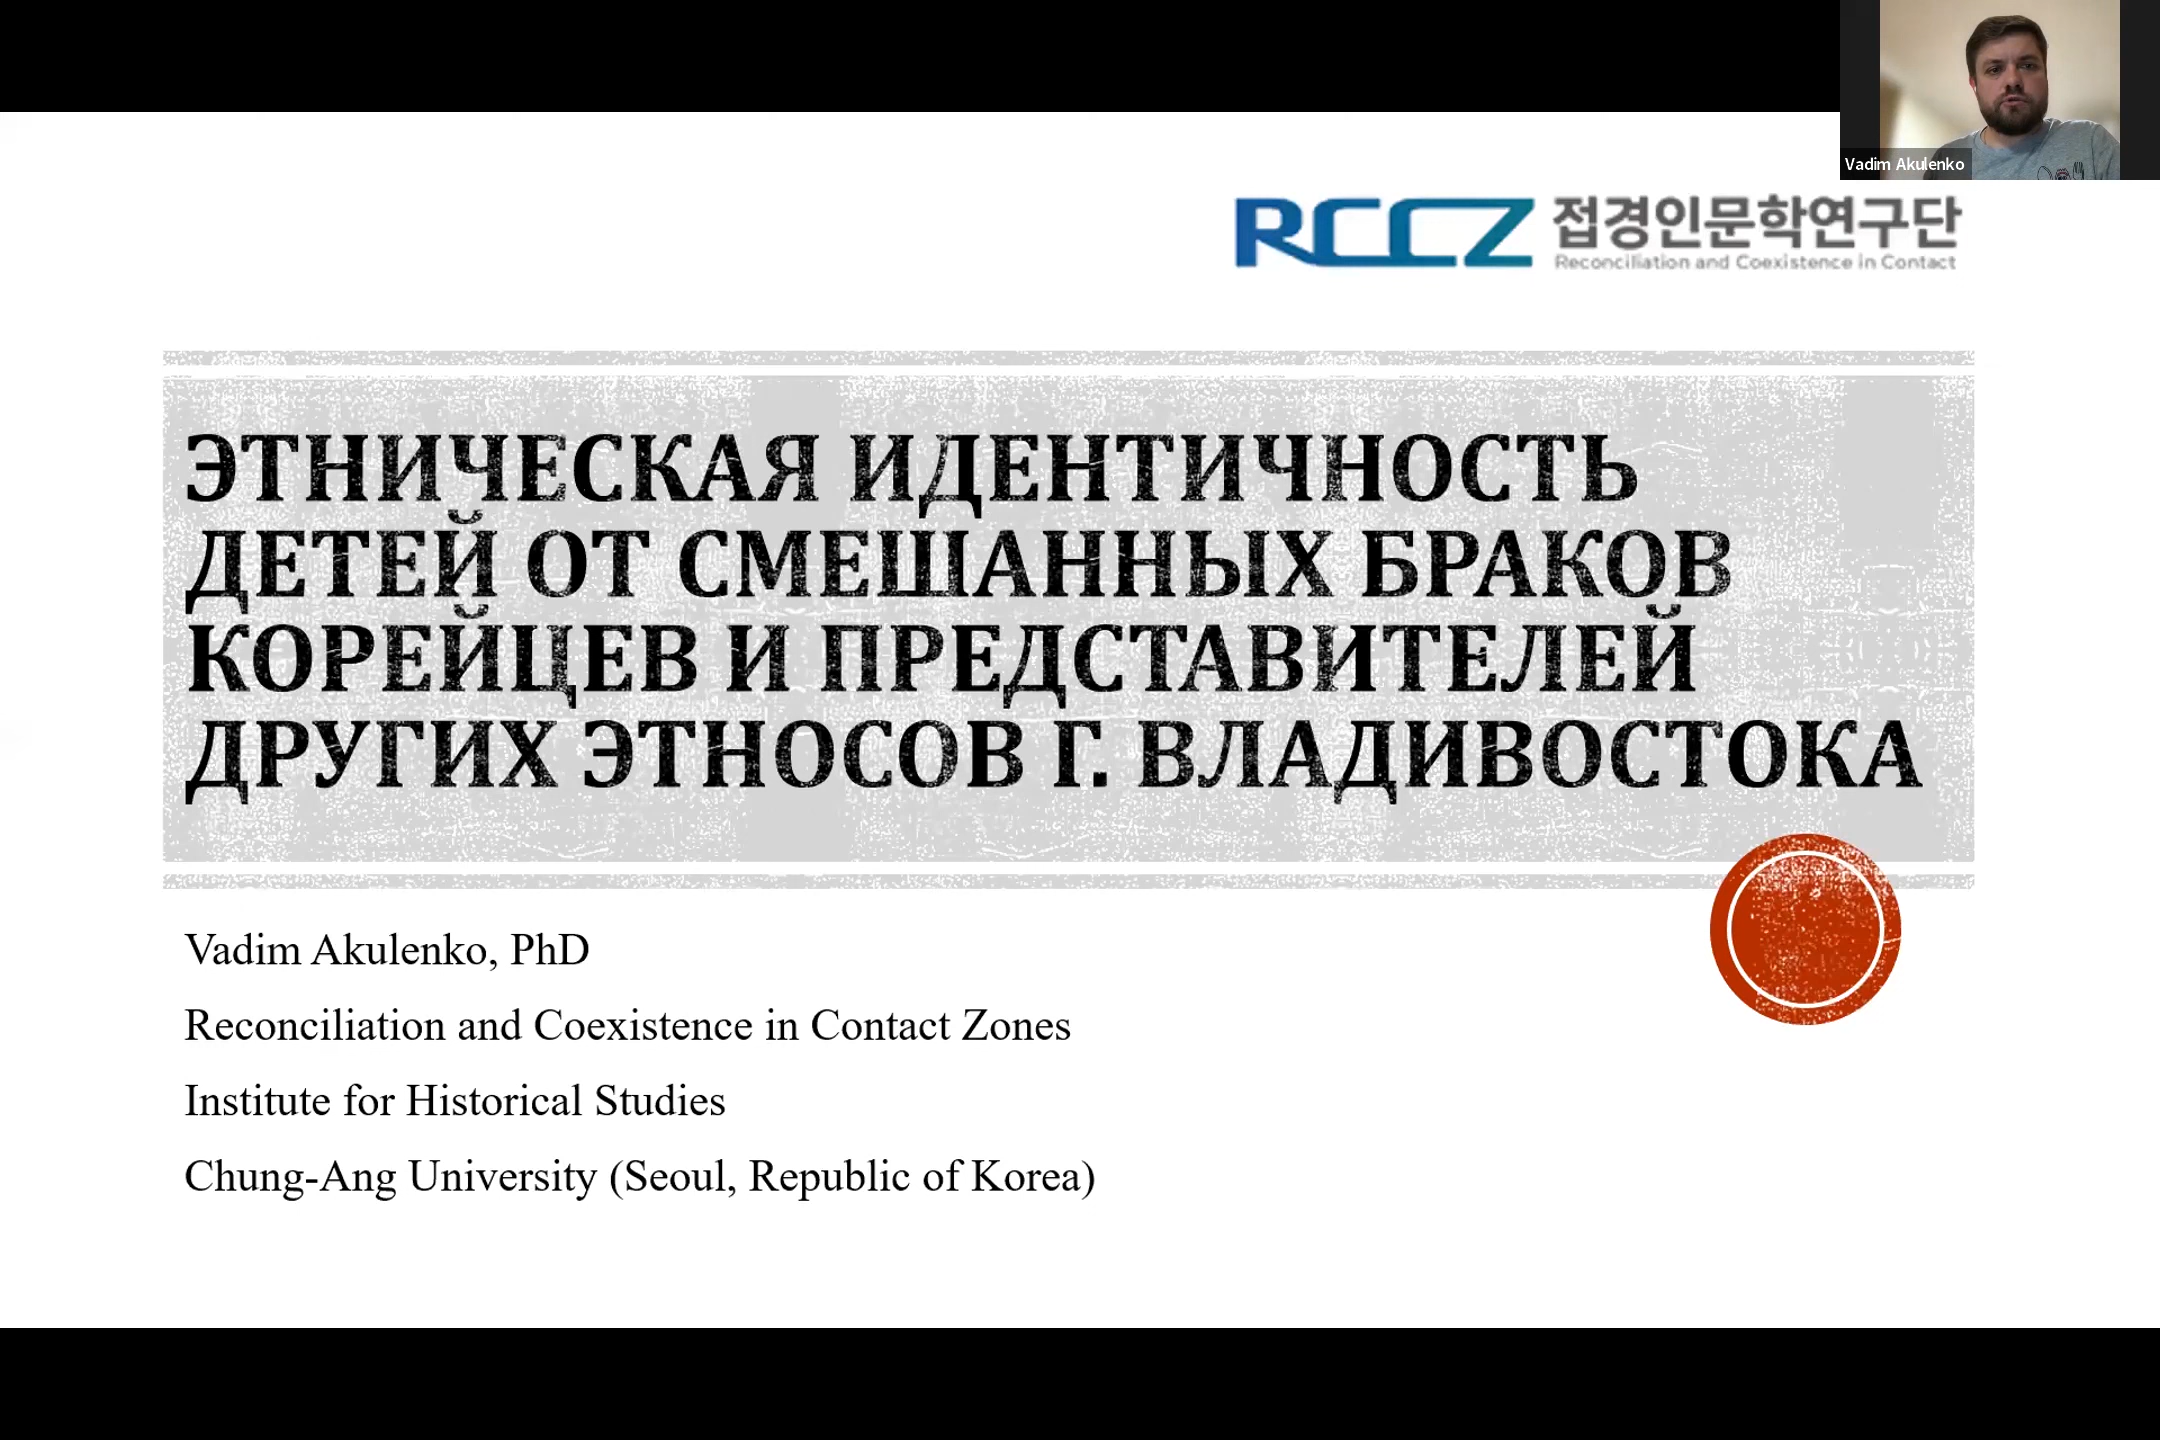 Vadim Akulenko
RCCZ 접경인문학연구단
Reconciliation and Coexistence in Contact
ЭТНИЧЕСКАЯ ИДЕНТИЧНОСТЬ
ДЕТЕЙ ОТ СМЕШАННЫХ БРАКОВ
КОРЕЙЦЕВ И ПРЕДСТАВИТЕЛЕЙ
ДРУГИХ ЭТНОСОВ Г. ВЛАДИВОСТОКА
Vadim Akulenko, PhD
Reconciliation and Coexistence in Contact Zones
Institute for Historical Studies
Chung-Ang University (Seoul, Republic of Korea)